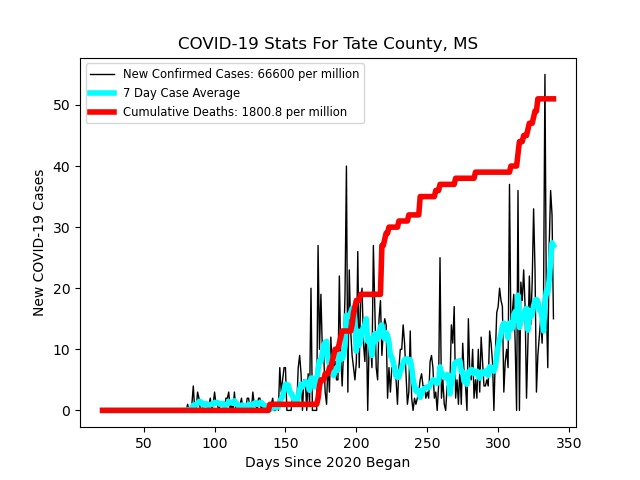 COVID-19 Stats For Tate County, MS
New Confirmed Cases: 66600 per million
7 Day Case Average
Cumulative Deaths: 1800.8 per million
New COVID-19 Cases
50
40
30
20
10
0
50 100 150 200 250 300 350
Days Since 2020 Began